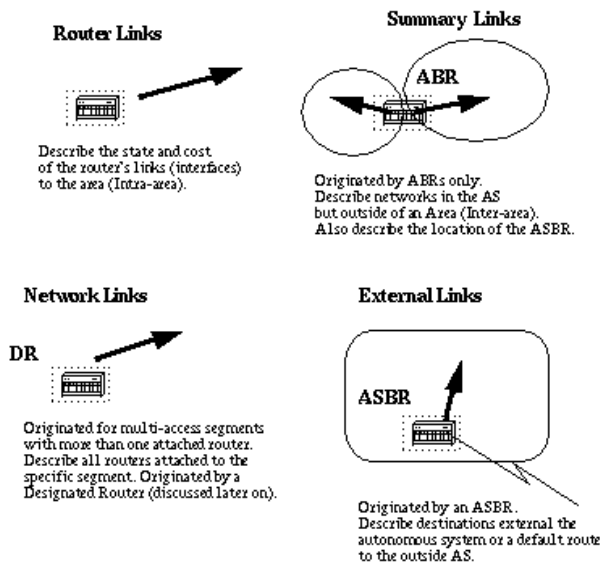 Router Links
Describe the state and cost
of the router's links (interfaces)
to the area (Intra-area).
Summary Links
ABR
Originated by ABRs only.
Describe networks in the AS
but outside of an Area (Inter-area).
Also describe the location of the ASBR.
Network Links
DR
Originated for multi-access segments
with more than one attached router.
Describe all routers attached to the
specific segment. Originated by a
Designated Router (discussed later on).
External Links
ASBR
Originated by an ASBR.
Describe destinations external the
autonomous system or a default route
to the outside AS.